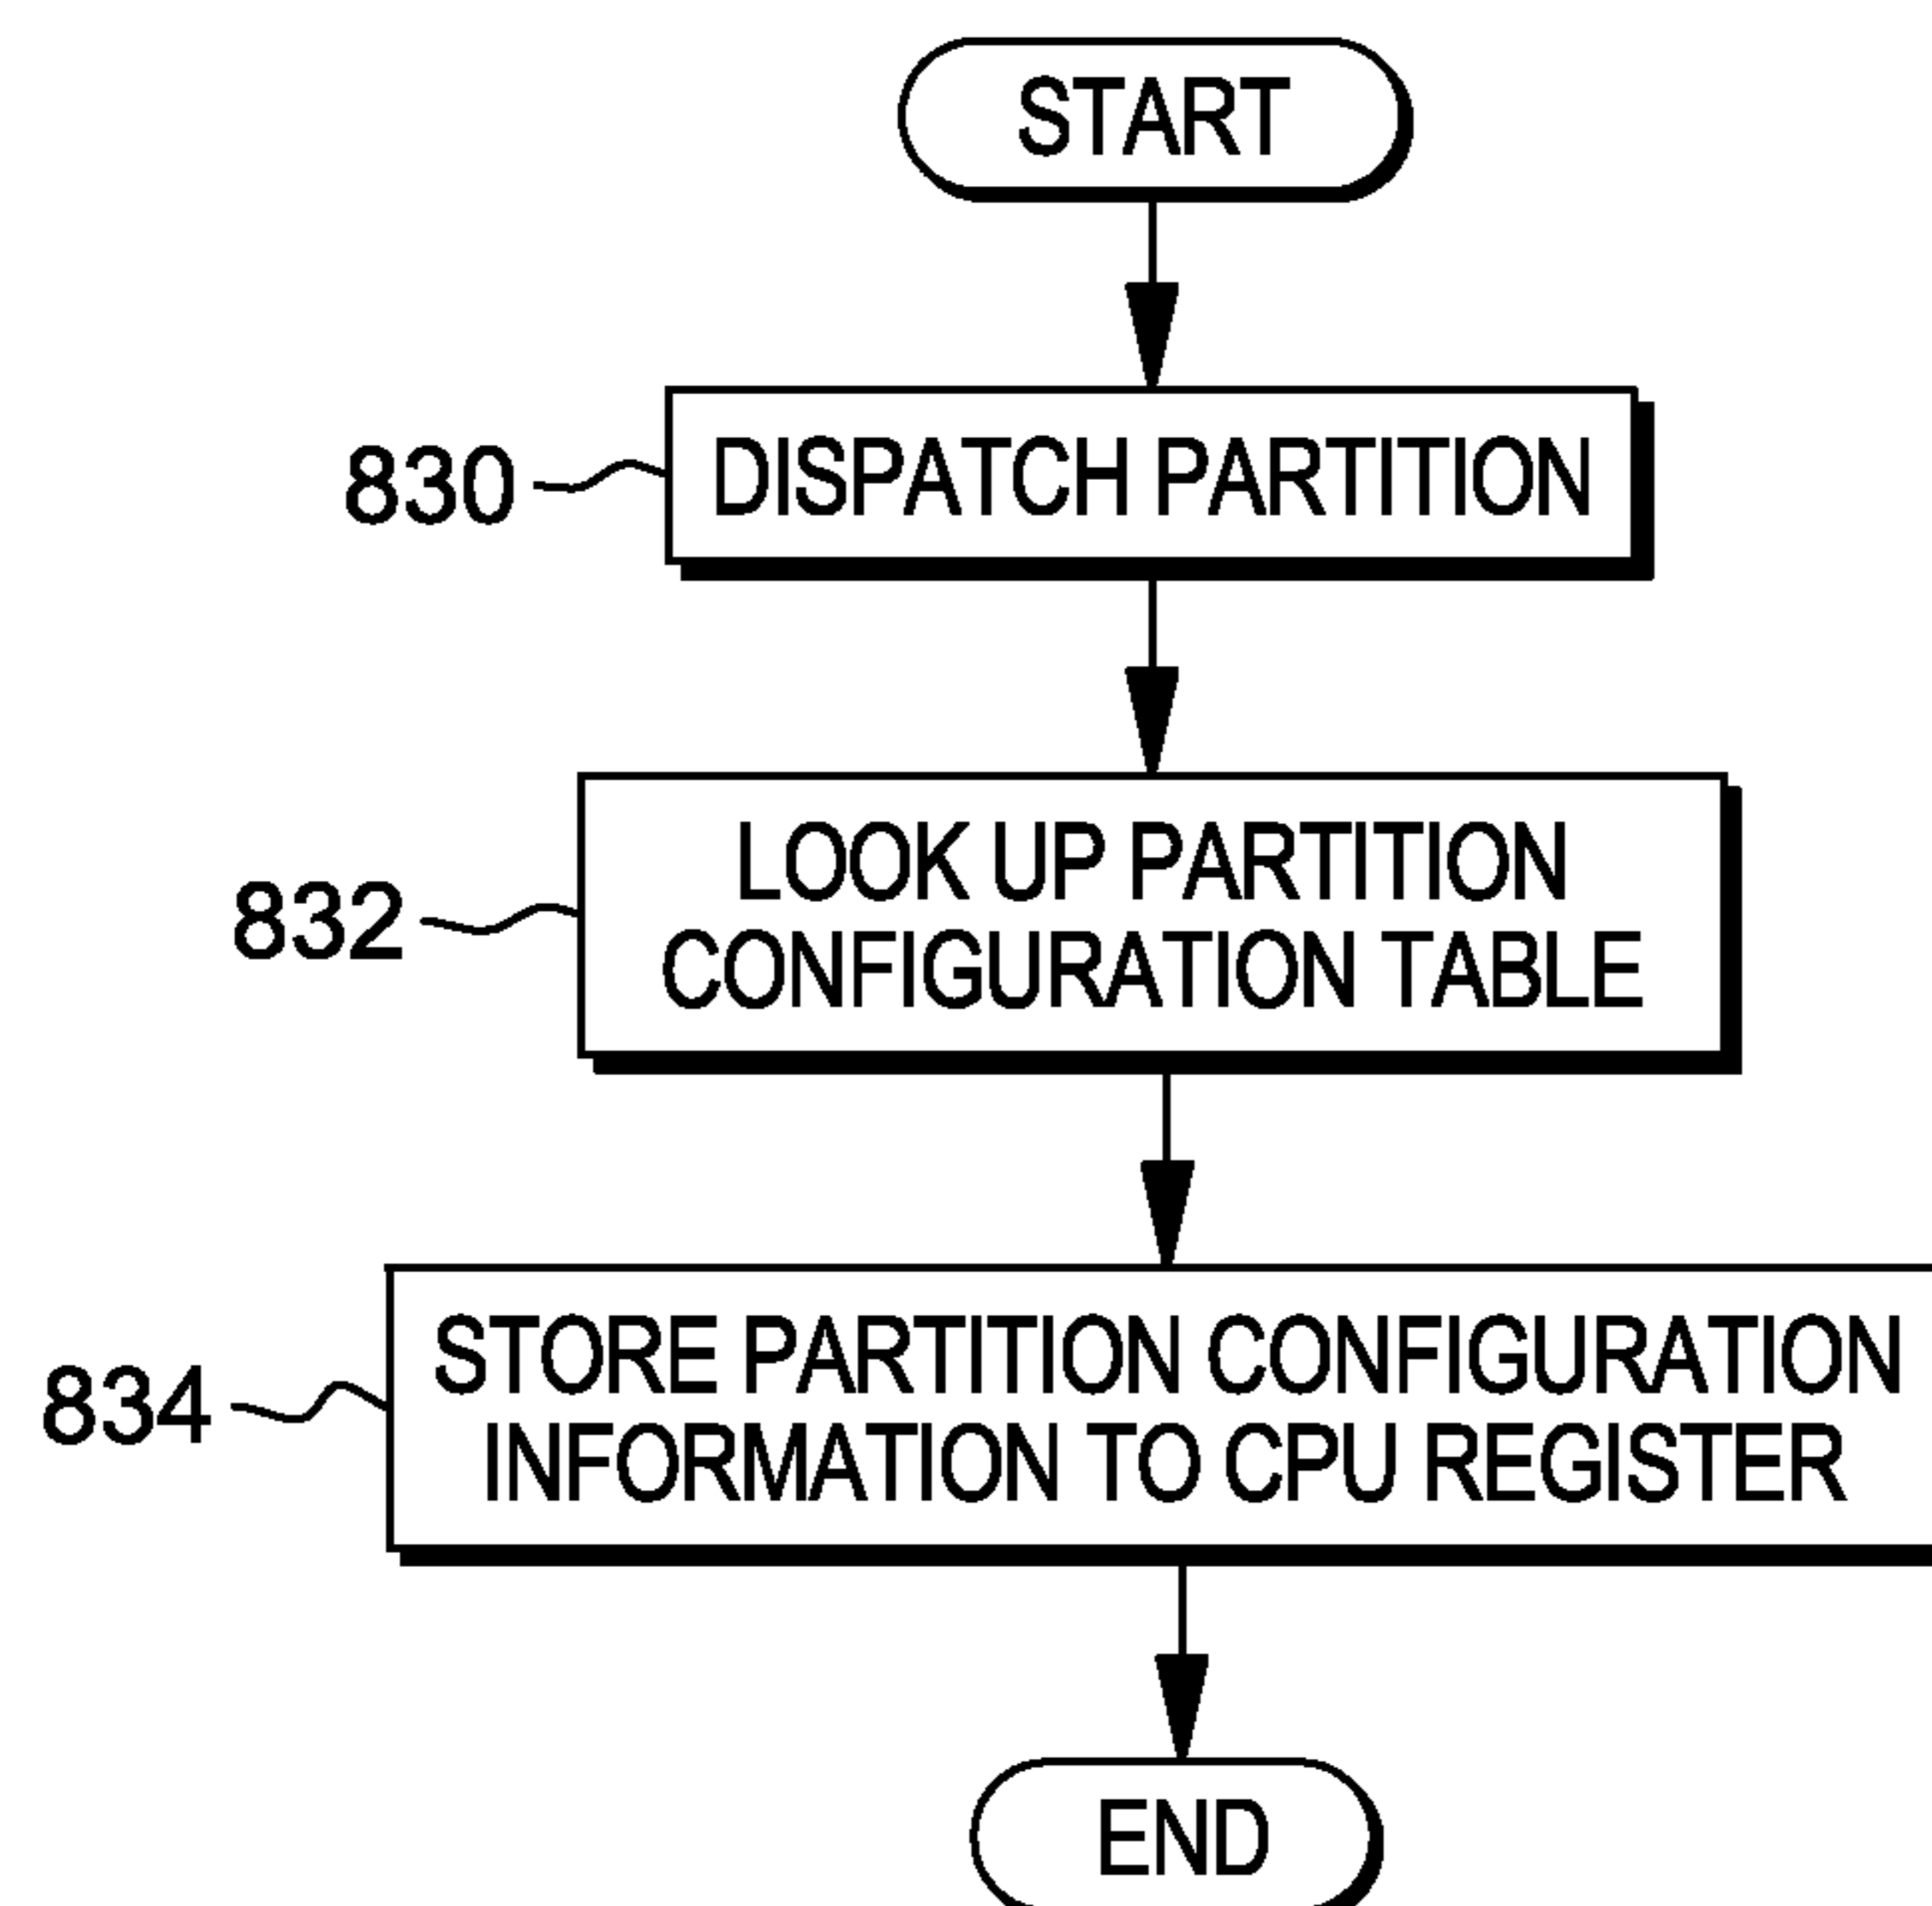 START
830
DISPATCH PARTITION
832
LOOK UP PARTITION
CONFIGURATION TABLE
834
STORE PARTITION CONFIGURATION
INFORMATION TO CPU REGISTER
END